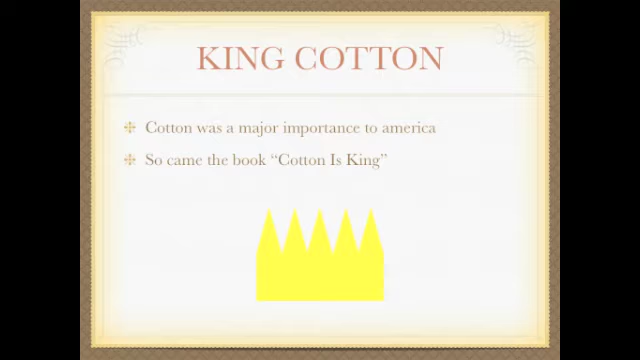 KING COTTON
Cotton was a major importance to america
So came the book “Cotton Is King”